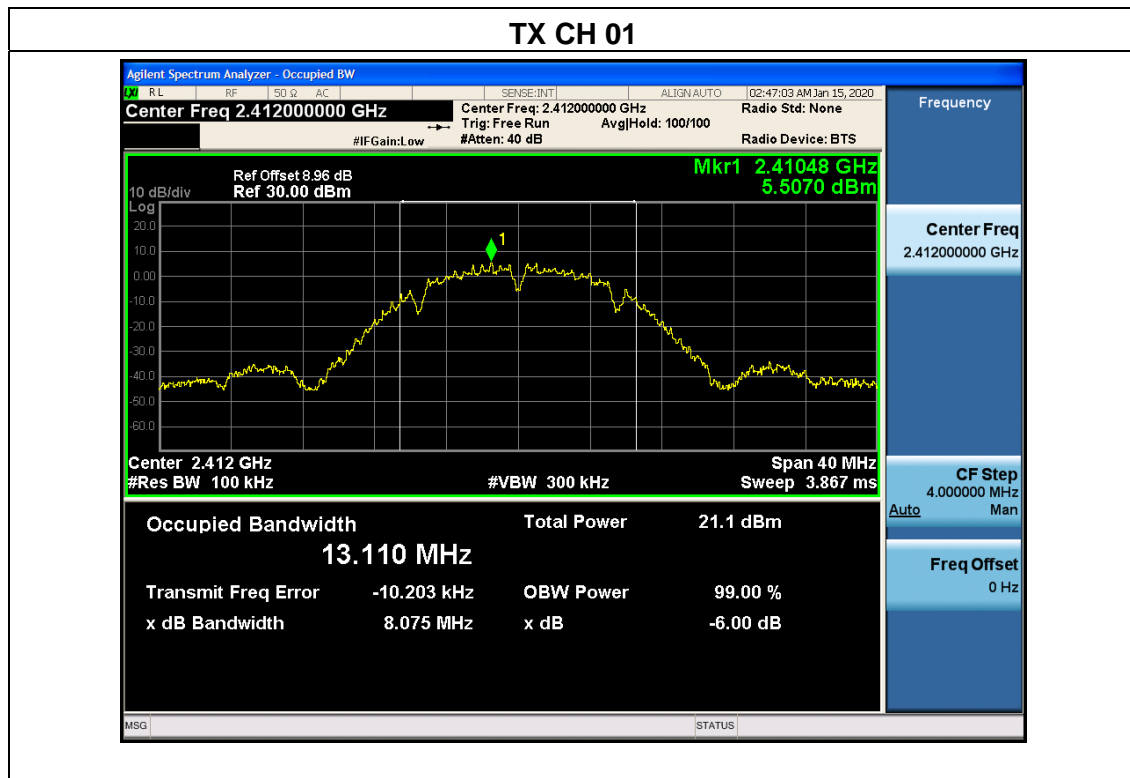 TX CH 01
Agilent Spectrum Analyzer - Occupied BW
LXI RL RF 50 Ω AC SENSE:INT ALIGN AUTO 02:47:03 AM Jan 15, 2020
Center Freq 2.412000000 GHz
Center Freq: 2.412000000 GHz Radio Std: None
Trig: Free Run Avg|Hold: 100/100
#IFGain:Low #Atten: 40 dB Radio Device: BTS
Frequency
Mkr1 2.41048 GHz
5.5070 dBm
Ref Offset 8.96 dB
10 dB/div Ref 30.00 dBm
Log
20.0
10.0
0.00
-10.0
-20.0
-30.0
-40.0
-50.0
-60.0
1
Center 2.412 GHz Span 40 MHz
#Res BW 100 kHz #VBW 300 kHz Sweep 3.867 ms
Center Freq
2.412000000 GHz
CF Step
4.000000 MHz
Auto Man
Freq Offset
0 Hz
Occupied Bandwidth Total Power 21.1 dBm
13.110 MHz
Transmit Freq Error -10.203 kHz OBW Power 99.00 %
x dB Bandwidth 8.075 MHz x dB -6.00 dB
MSG STATUS